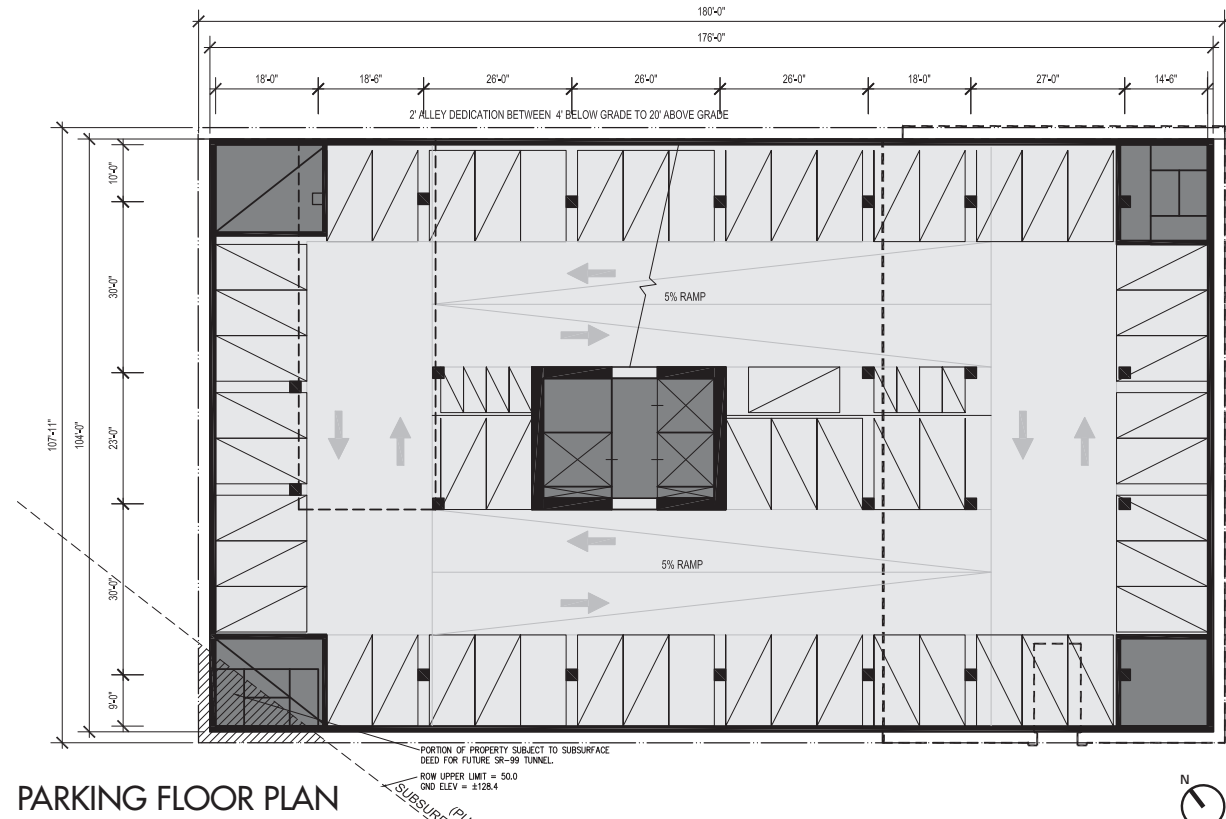 180'-0"
176'-0"
18'-0" 18'-6" 26'-0" 26'-0" 26'-0" 18'-0" 27'-0" 14'-6"
2' ALLEY DEDICATION BETWEEN 4' BELOW GRADE TO 20' ABOVE GRADE
10'-0"
30'-0"
5% RAMP
107'-11"
104'-0"
23'-0"
5% RAMP
30'-0"
9'-0"
PORTION OF PROPERTY SUBJECT TO SUBSURFACE
DEED FOR FUTURE SR-99 TUNNEL.
ROW UPPER LIMIT = 50.0
GND ELEV = ±128.4
PARKING FLOOR PLAN
N